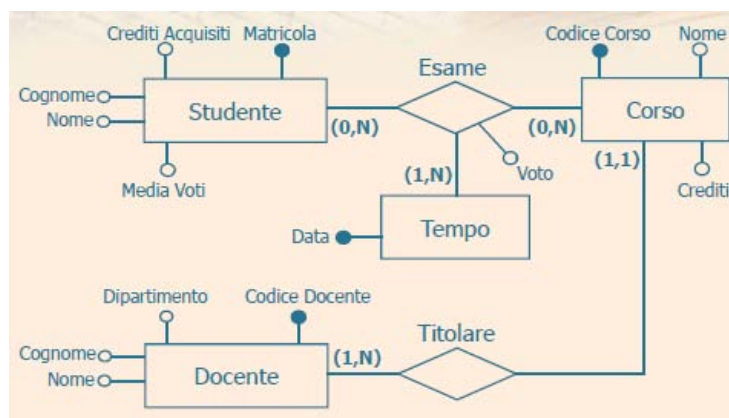 Crediti Acquisiti Matricola Codice Corso Nome
Esame
Cognome
Nome
Studente
Corso
(0,N) (0,N) (1,1)
Media Voti
(1,N)
Voto
Crediti
Data
Tempo
Dipartimento Codice Docente
Titolare
Cognome
Nome
Docente
(1,N)